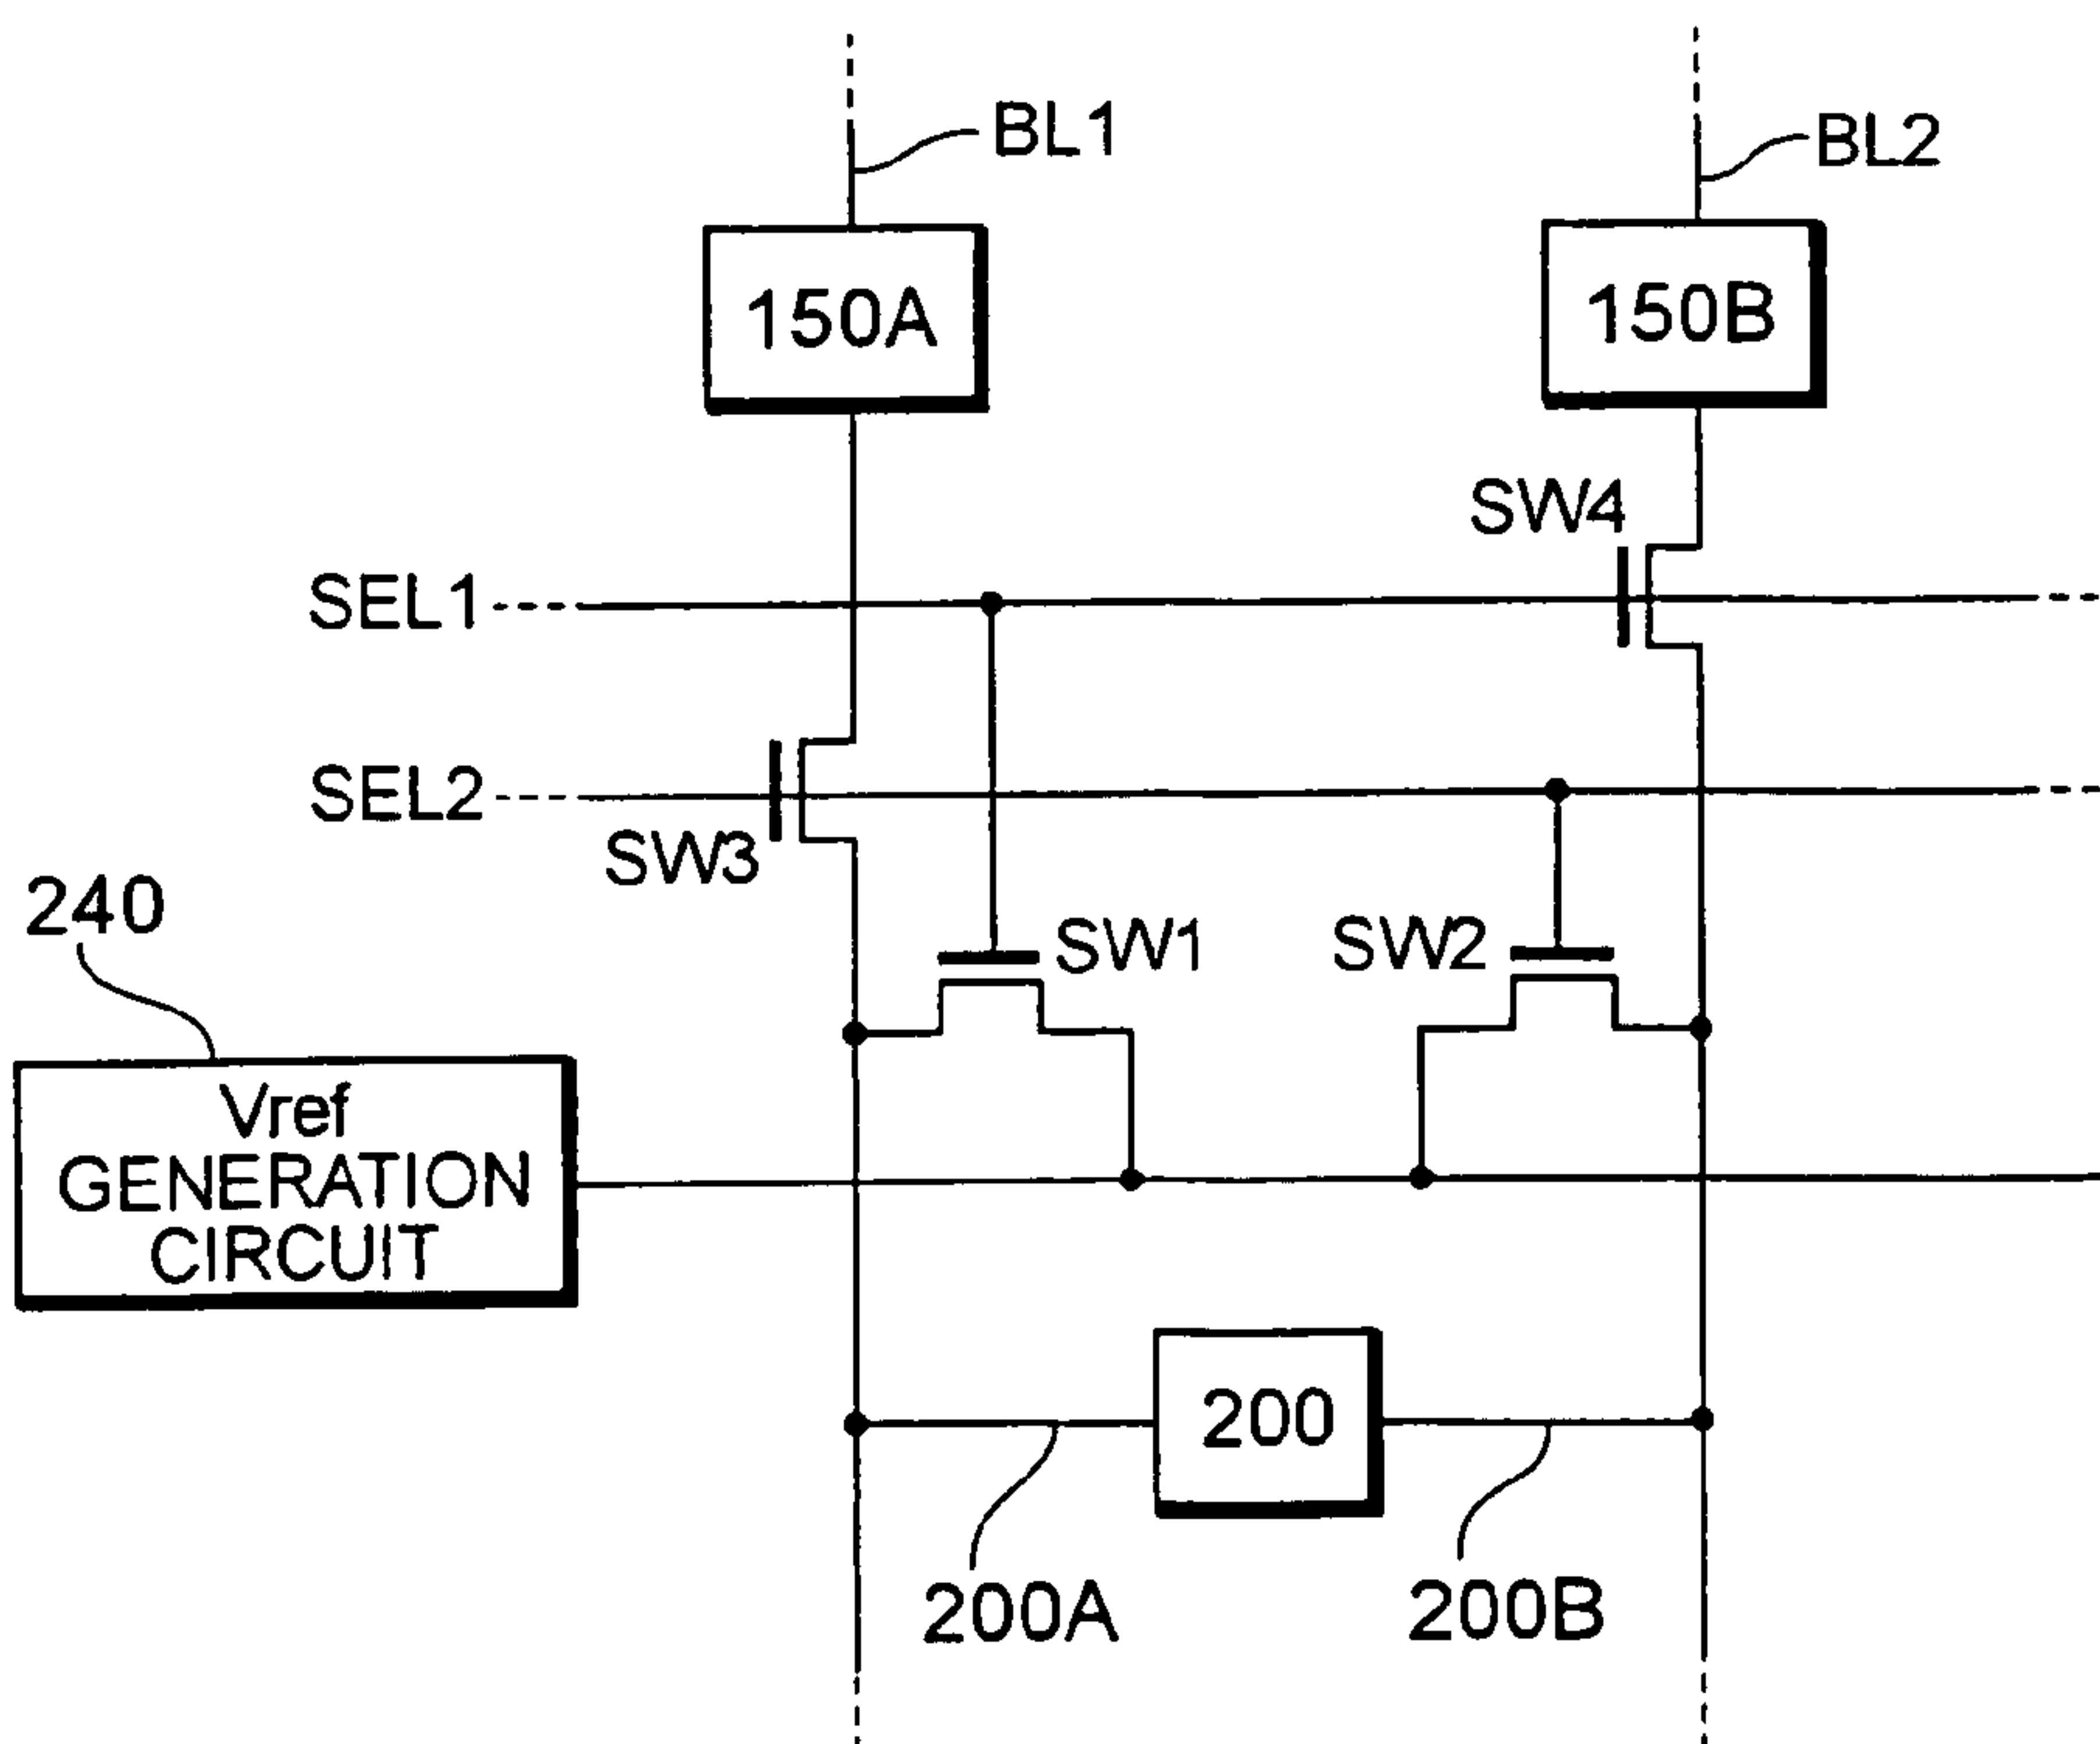 BL1
BL2
150A
150B
SW4
SEL1
SEL2
SW3
240
SW1
SW2
Vref
GENERATION
CIRCUIT
200
200A
200B